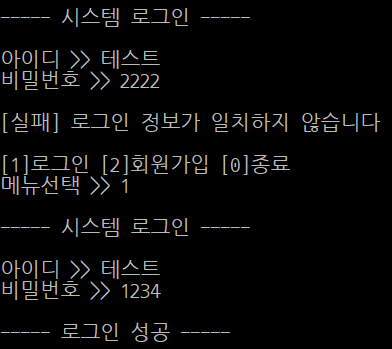 ----- 시스템 로그인 -----
아이디 >> 테스트
비밀번호 >> 2222
[실패] 로그인 정보가 일치하지 않습니다
[1]로그인 [2]회원가입 [0]종료
메뉴선택 >> 1
----- 시스템 로그인 -----
아이디 >> 테스트
비밀번호 >> 1234
----- 로그인 성공 -----